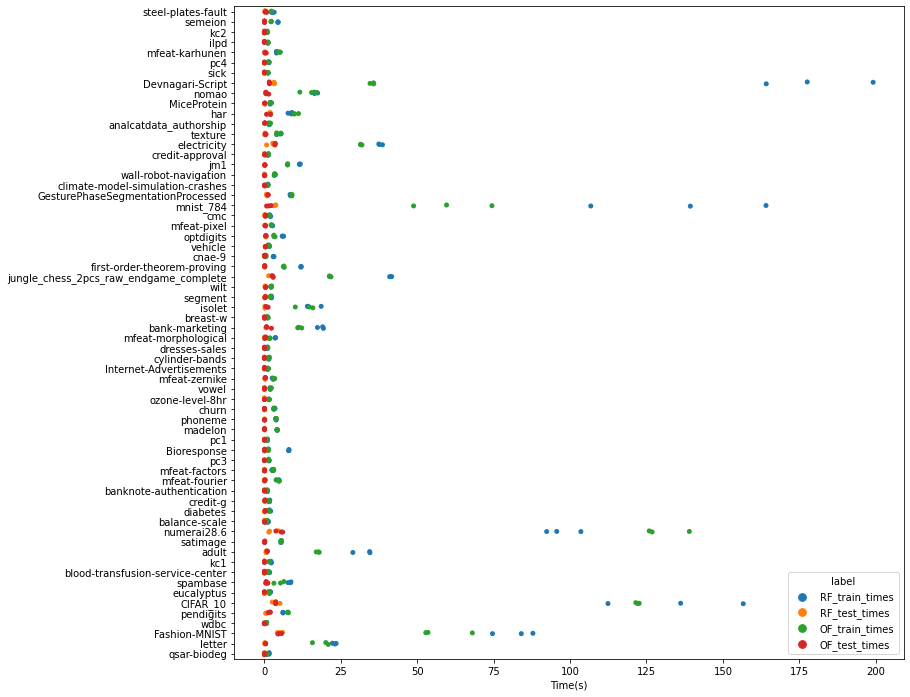 steel-plates-fault
semeion
kc2
ilpd
mfeat-karhunen
pc4
sick
Devnagari-Script
nomao
MiceProtein
har
analcatdata_authorship
texture
electricity
credit-approval
jm1
wall-robot-navigation
climate-model-simulation-crashes
GesturePhaseSegmentationProcessed
mnist_784
cmc
mfeat-pixel
optdigits
vehicle
cnae-9
first-order-theorem-proving
jungle_chess_2pcs_raw_endgame_complete
wilt
segment
isolet
breast-w
bank-marketing
mfeat-morphological
dresses-sales
cylinder-bands
Internet-Advertisements
mfeat-zernike
vowel
ozone-level-8hr
churn
phoneme
madelon
pc1
Bioresponse
pc3
mfeat-factors
mfeat-fourier
banknote-authentication
credit-g
diabetes
balance-scale
numerai28.6
satimage
adult
kc1
blood-transfusion-service-center
spambase
eucalyptus
CIFAR_10
pendigits
wdbc
Fashion-MNIST
letter
qsar-biodeg
label
RF_train_times
RF_test_times
OF_train_times
OF_test_times
0 25 50 75 100 125 150 175 200
Time(s)